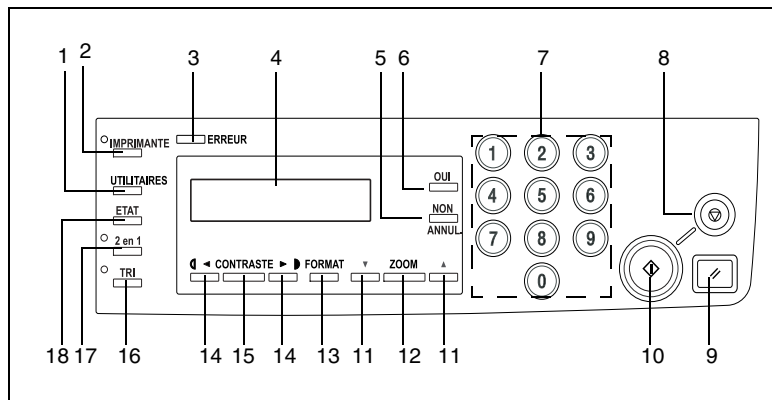 1 2 3 4 5 6 7 8
IMPRIMANTE
ERREUR
UTILITAIRES
ETAT
2 en 1
TRI
OUI
NON
ANNUL.
◄ CONTRASTE ► FORMAT ▼ ZOOM ▲
1 2 3
4 5 6
7 8 9
0
18 17 16 14 15 14 13 11 12 11 10 9